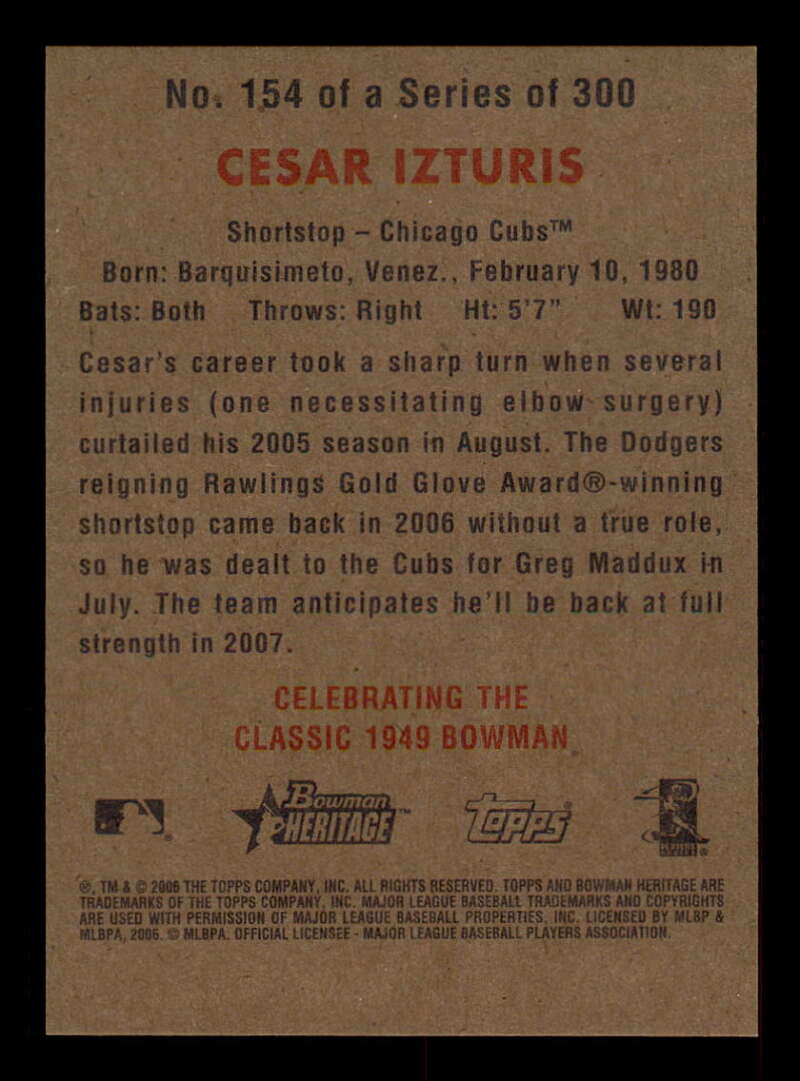 No. 154 of a Series of 300
CESAR IZTURIS
Shortstop – Chicago Cubs™
Born: Barquisimeto, Venez., February 10, 1980
Bats: Both Throws: Right Ht: 5'7" Wt: 190
Cesar's career took a sharp turn when several
injuries (one necessitating elbow surgery)
curtailed his 2005 season in August. The Dodgers
reigning Rawlings Gold Glove Award®-winning
shortstop came back in 2006 without a true role,
so he was dealt to the Cubs for Greg Maddux in
July. The team anticipates he'll be back at full
strength in 2007.
CELEBRATING THE
CLASSIC 1949 BOWMAN
Bowman
HERITAGE™
Topps®
®, TM & © 2006 THE TOPPS COMPANY, INC. ALL RIGHTS RESERVED. TOPPS AND BOWMAN HERITAGE ARE
TRADEMARKS OF THE TOPPS COMPANY, INC. MAJOR LEAGUE BASEBALL TRADEMARKS AND COPYRIGHTS
ARE USED WITH PERMISSION OF MAJOR LEAGUE BASEBALL PROPERTIES, INC. LICENSED BY MLBP &
MLBPA, 2006. © MLBPA. OFFICIAL LICENSEE - MAJOR LEAGUE BASEBALL PLAYERS ASSOCIATION.